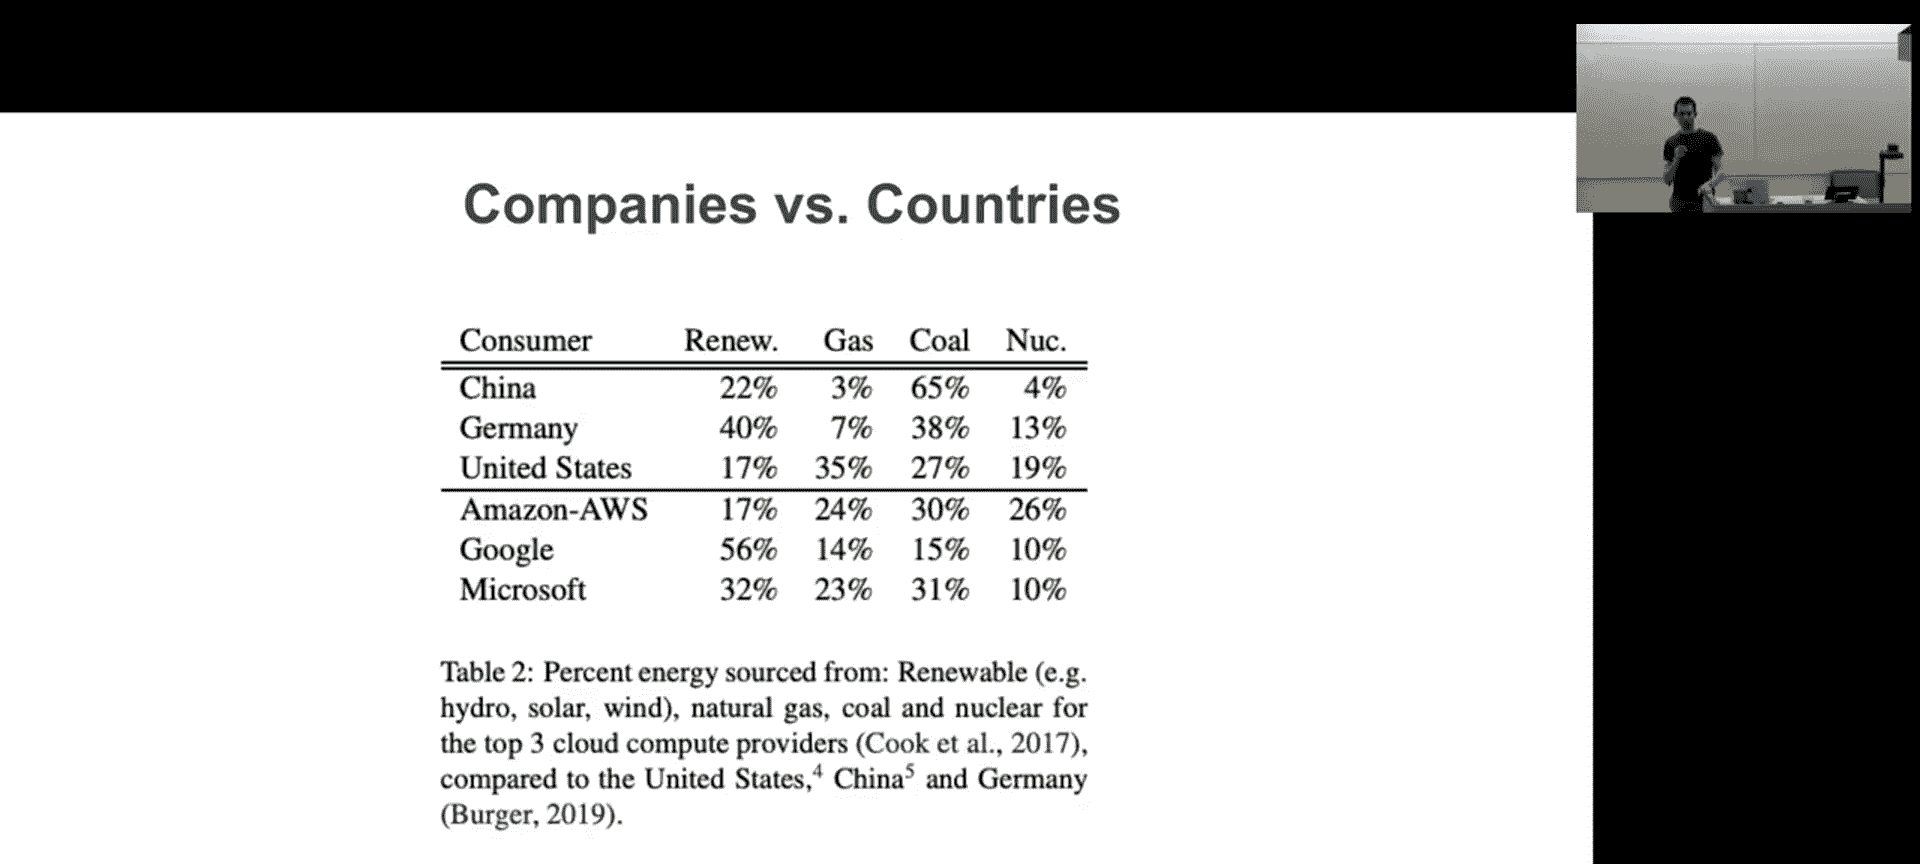 Companies vs. Countries
Consumer Renew. Gas Coal Nuc.
China 22% 3% 65% 4%
Germany 40% 7% 38% 13%
United States 17% 35% 27% 19%
Amazon-AWS 17% 24% 30% 26%
Google 56% 14% 15% 10%
Microsoft 32% 23% 31% 10%
Table 2: Percent energy sourced from: Renewable (e.g.
hydro, solar, wind), natural gas, coal and nuclear for
the top 3 cloud compute providers (Cook et al., 2017),
compared to the United States,⁴ China⁵ and Germany
(Burger, 2019).